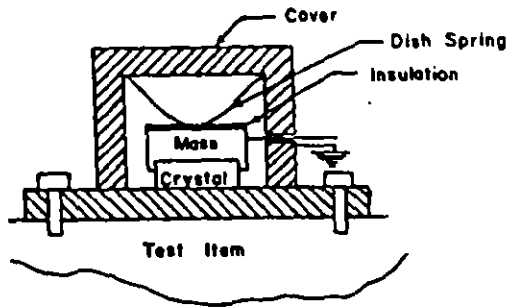 Cover
Dish Spring
Insulation
Mass
Crystal
Test Item